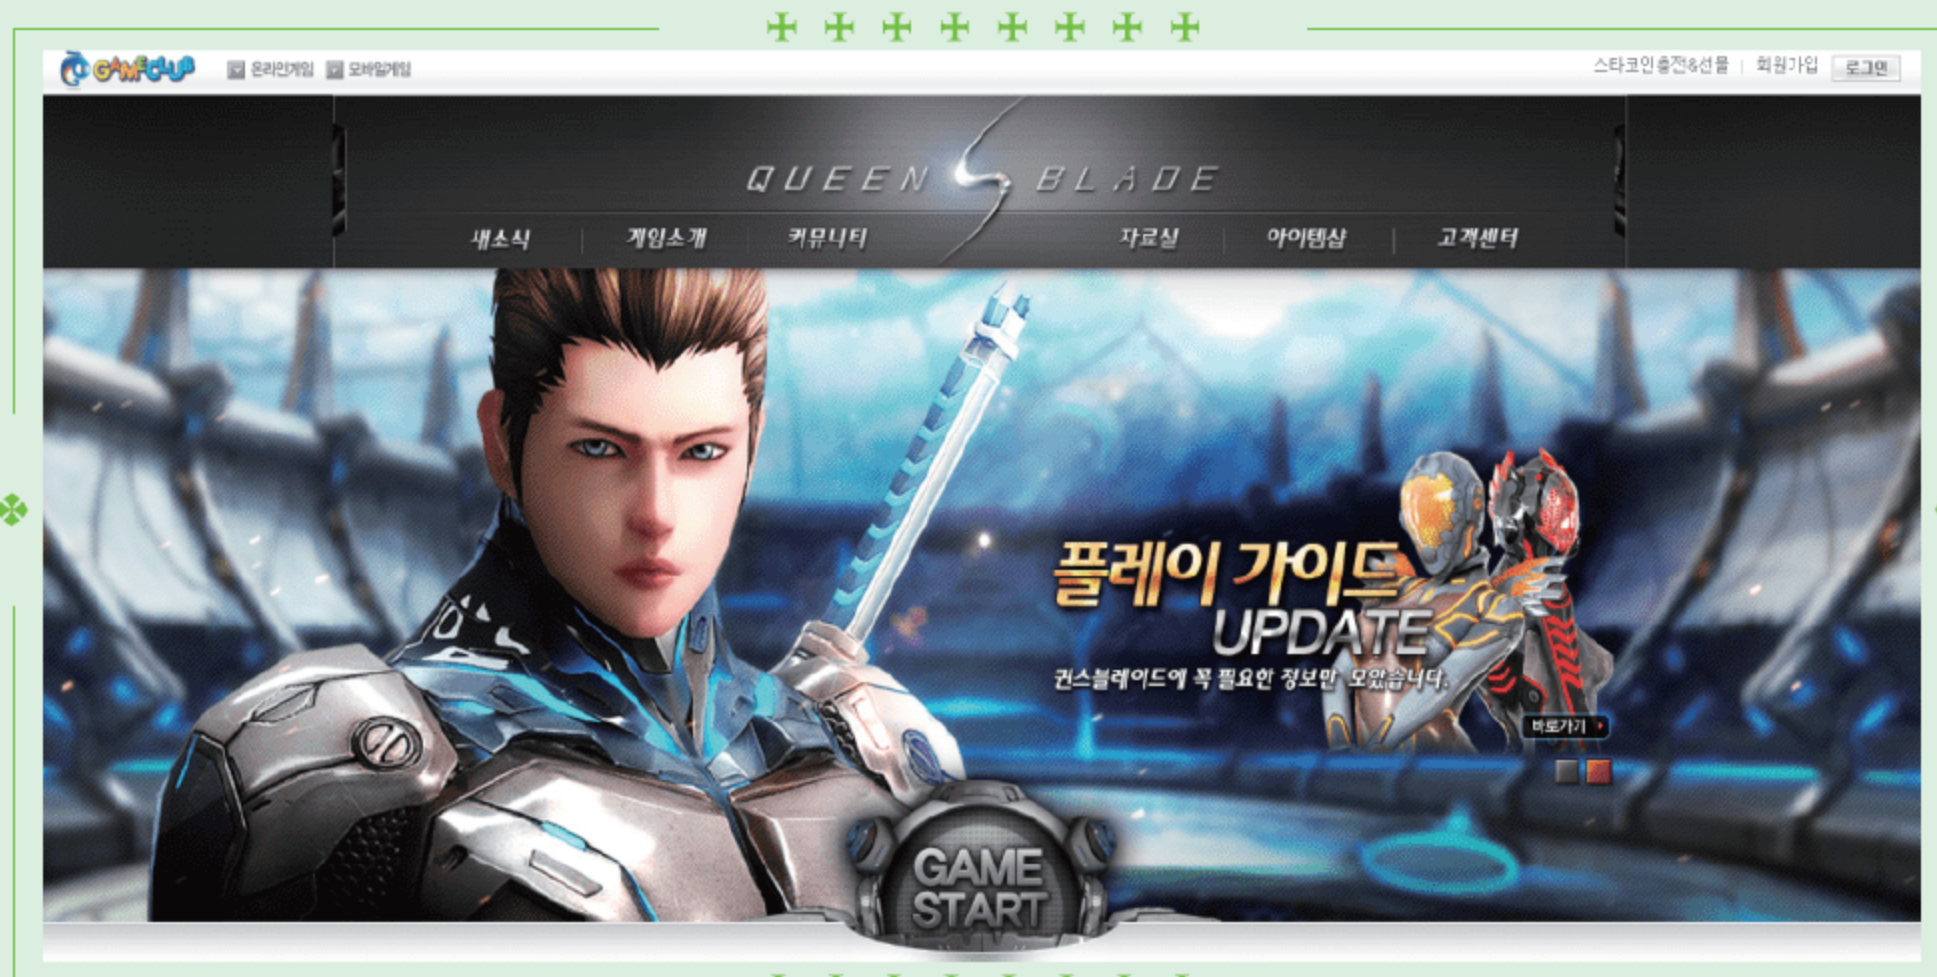 GAMECLUB 온라인게임 모바일게임 스타코인충전&선물 | 회원가입 로그인
QUEEN BLADE
새소식 게임소개 커뮤니티 자료실 아이템샵 고객센터
플레이 가이드
UPDATE
퀸스블레이드에 꼭 필요한 정보만 모았습니다.
바로가기
GAME
START